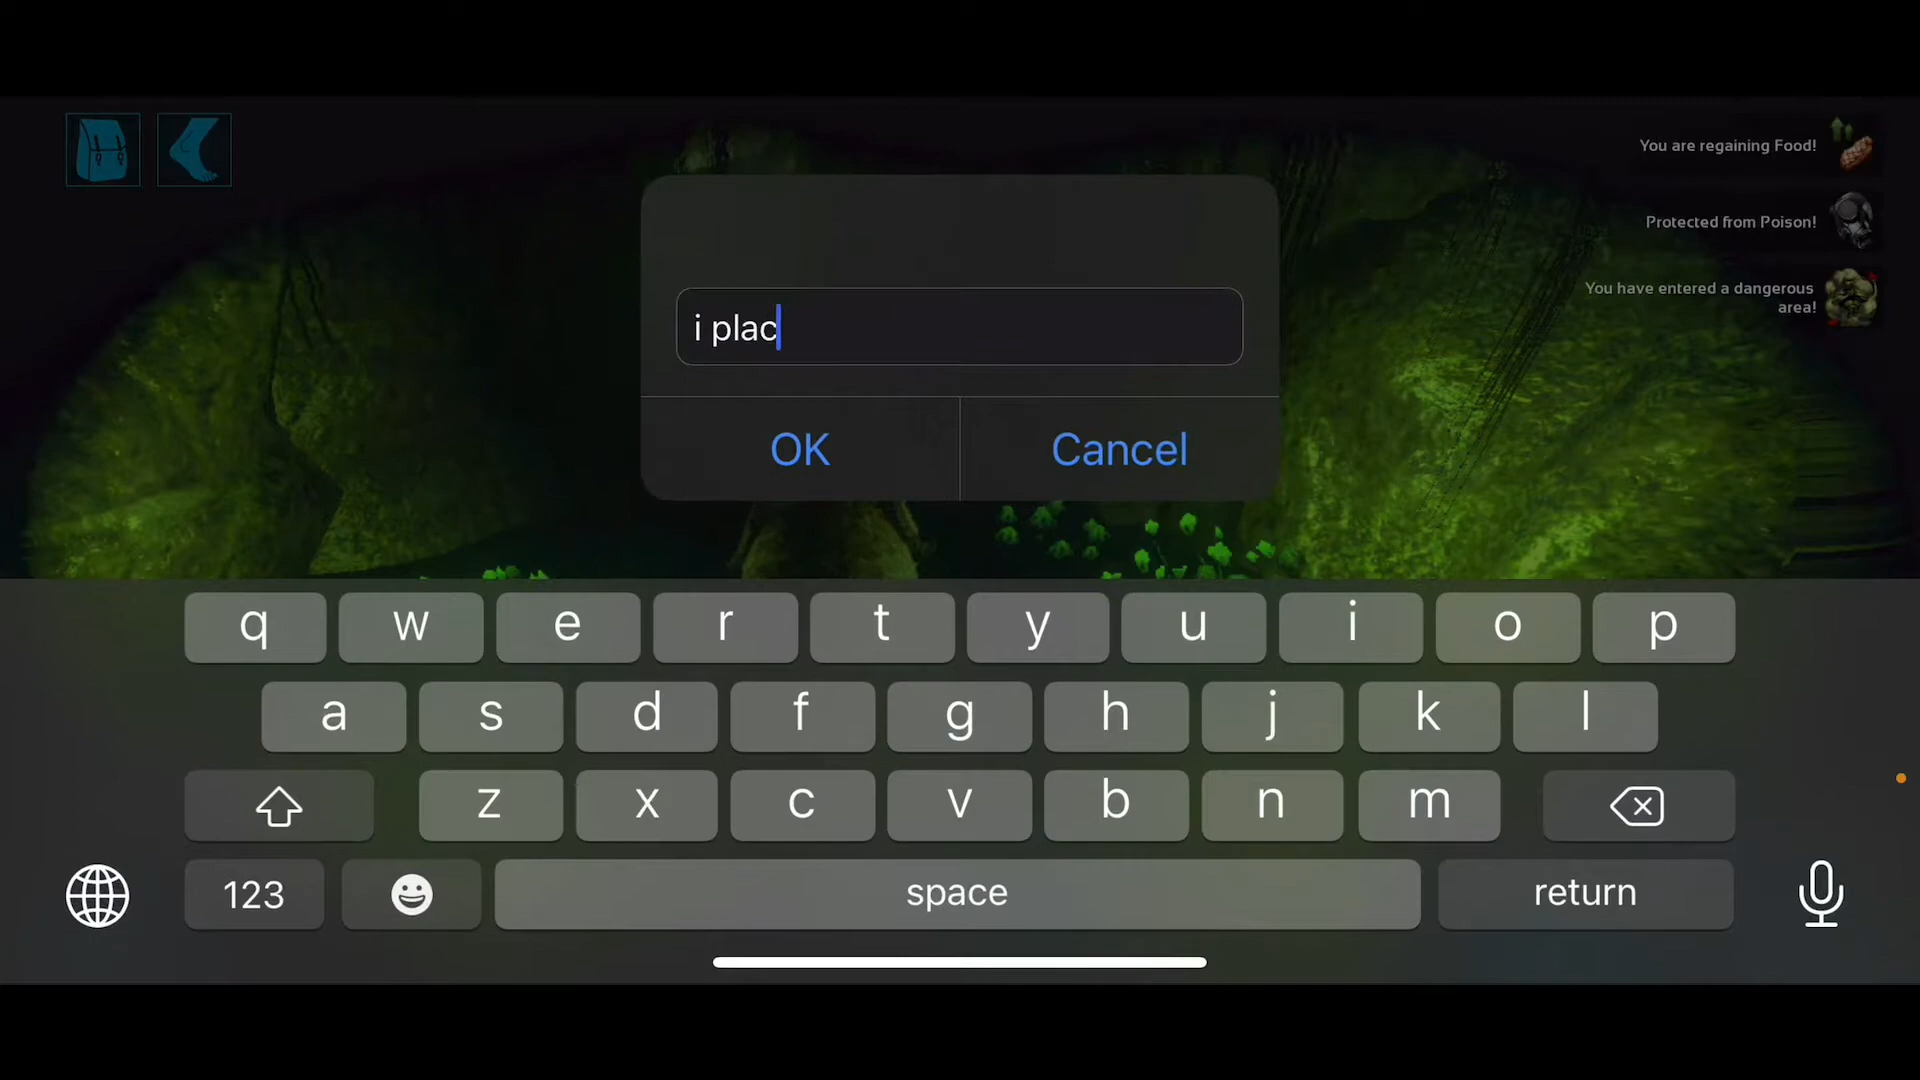 You are regaining Food!
Protected from Poison!
You have entered a dangerous
area!
i plac
OK Cancel
q w e r t y u i o p
a s d f g h j k l
z x c v b n m
123 space return